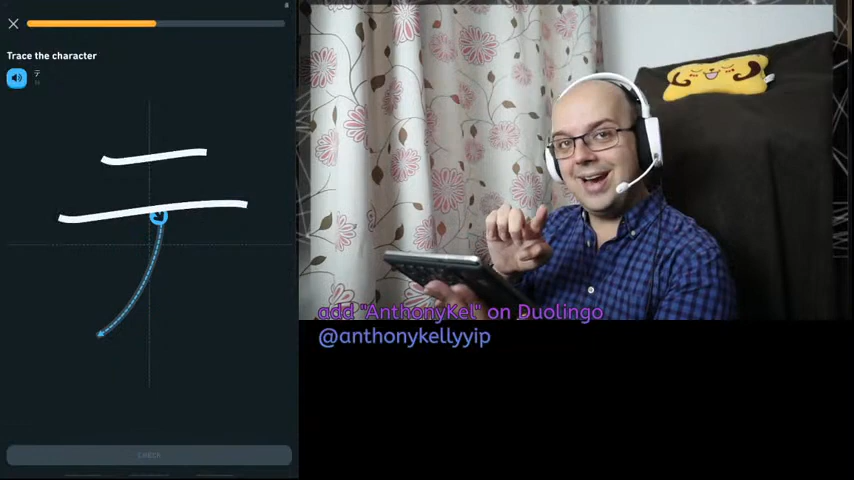 Trace the character
テ
add "AnthonyKel" on Duolingo
@anthonykellyyip
CHECK